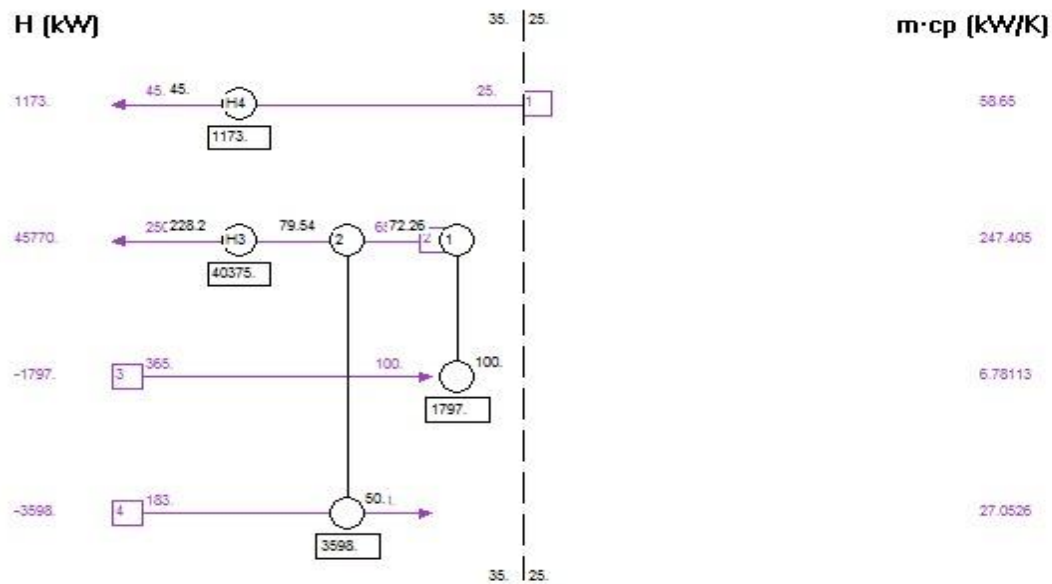 35. 25.
H (kW) m·cp (kW/K)
1173. 45. 45. H4 25. 1 58.65
1173.
45770. 228.2 H3 79.54 2 72.26 2 1 247.405
40375.
-1797. 3 365. 100. 100. 6.78113
1797.
-3598. 4 183. 50. 27.0526
3598.
35. 25.